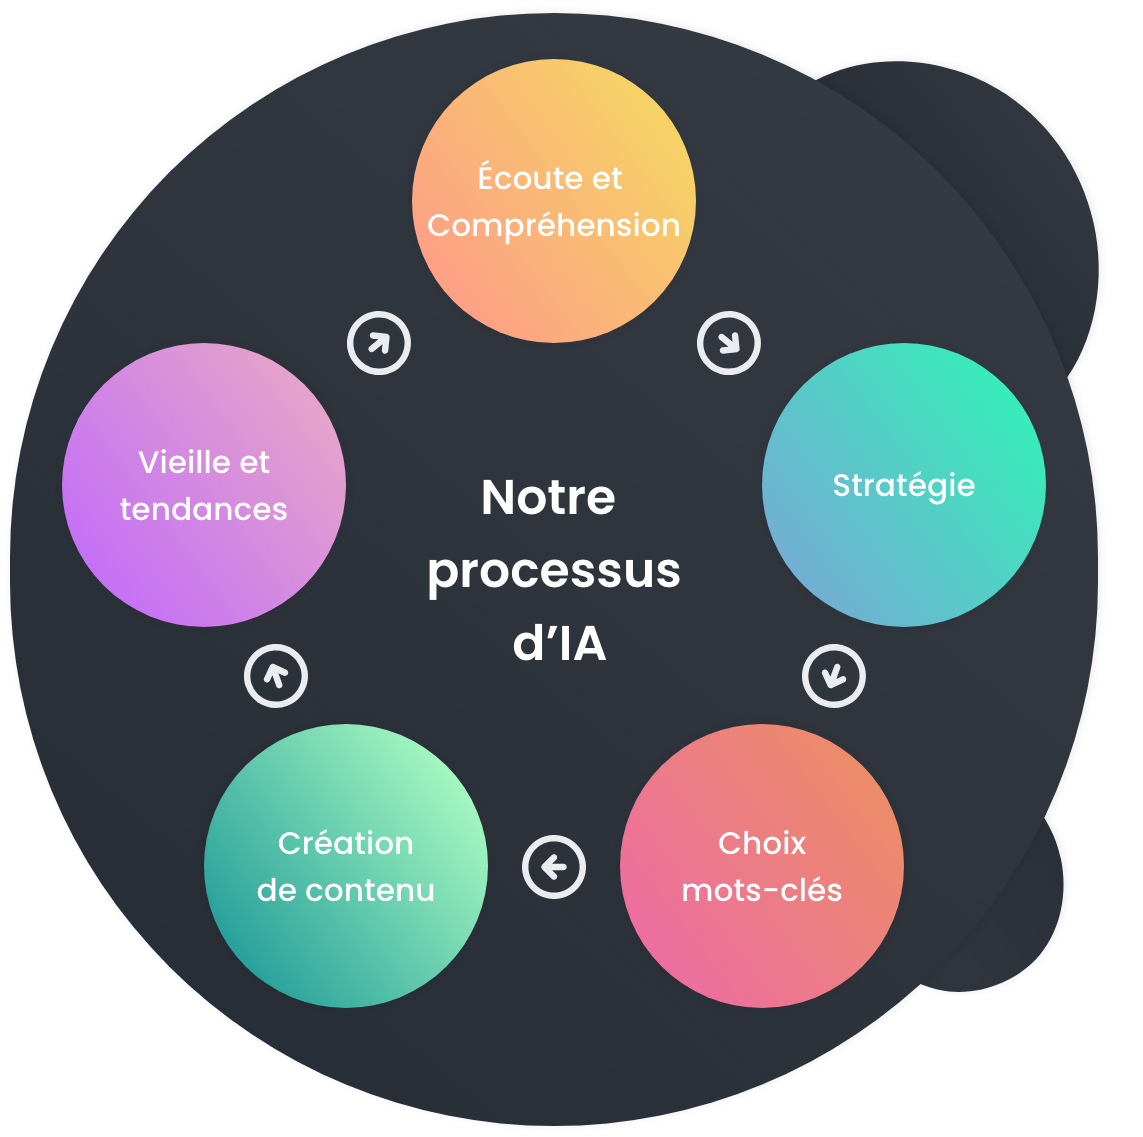 Écoute et
Compréhension
Stratégie
Choix
mots-clés
Création
de contenu
Vieille et
tendances
Notre
processus
d’IA